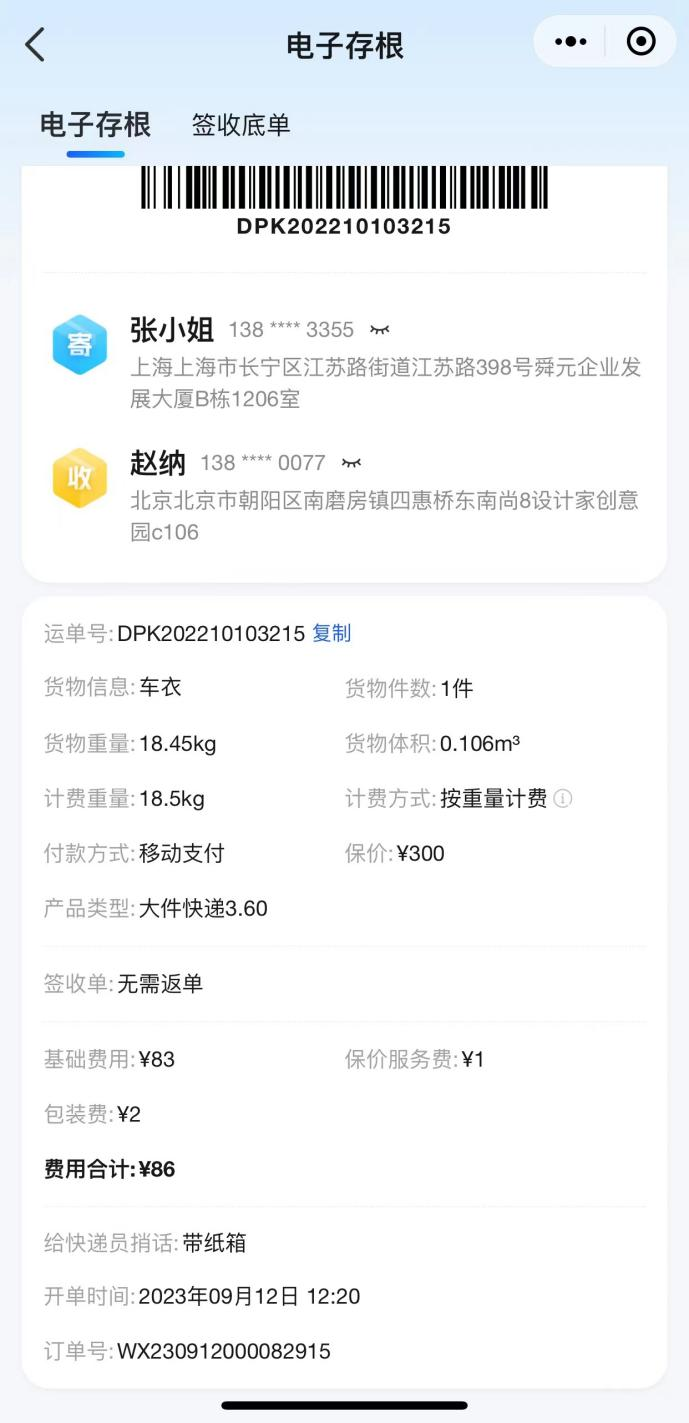 电子存根
电子存根 签收底单
DPK202210103215
寄 张小姐 138 **** 3355
上海上海市长宁区江苏路街道江苏路398号舜元企业发
展大厦B栋1206室
收 赵纳 138 **** 0077
北京北京市朝阳区南磨房镇四惠桥东南尚8设计家创意
园c106
运单号:DPK202210103215 复制
货物信息:车衣 货物件数:1件
货物重量:18.45kg 货物体积:0.106m³
计费重量:18.5kg 计费方式:按重量计费
付款方式:移动支付 保价:¥300
产品类型:大件快递3.60
签收单:无需返单
基础费用:¥83 保价服务费:¥1
包装费:¥2
费用合计:¥86
给快递员捎话:带纸箱
开单时间:2023年09月12日 12:20
订单号:WX230912000082915